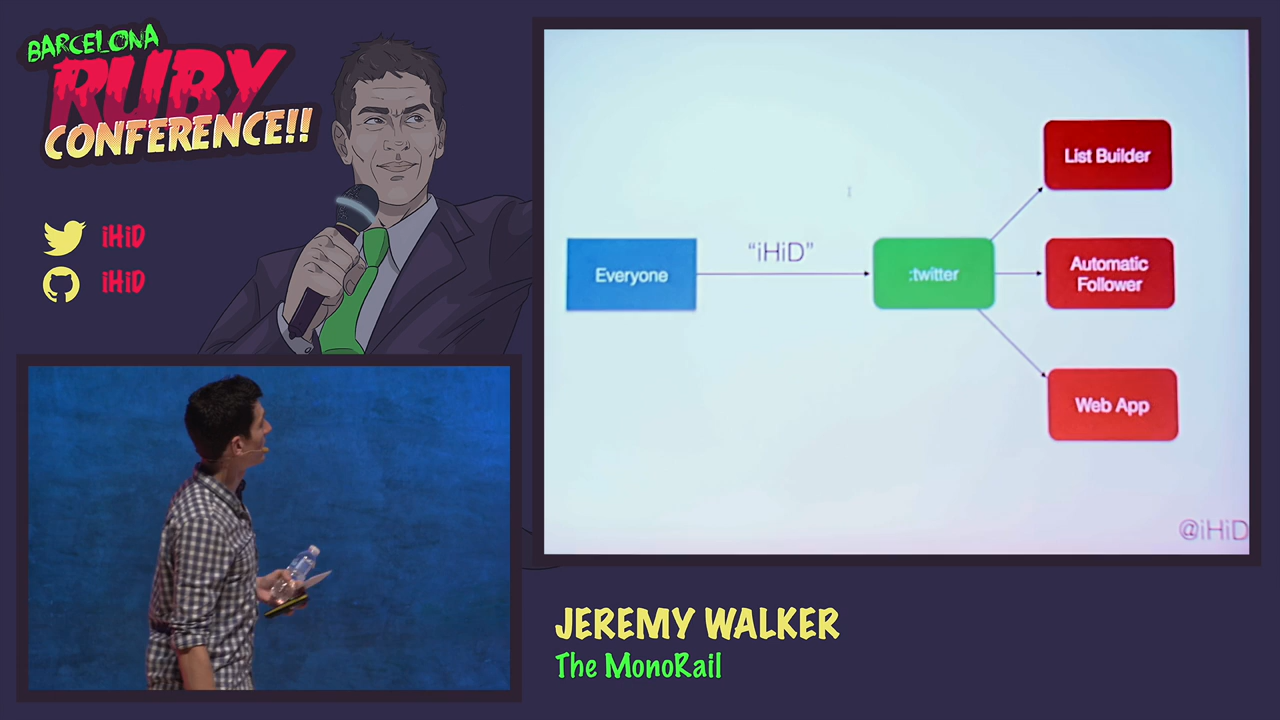 BARCELONA
RUBY
CONFERENCE!!
iHiD
iHiD
List Builder
"iHiD"
Everyone
:twitter
Automatic
Follower
Web App
@iHiD
JEREMY WALKER
The MonoRail